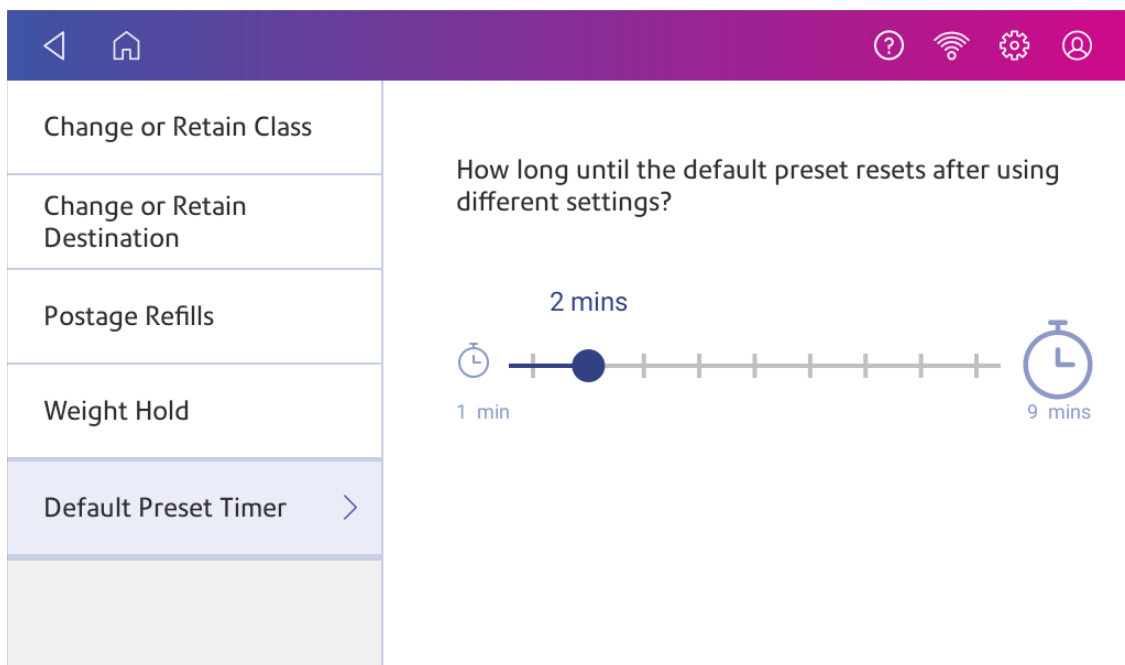 Change or Retain Class
Change or Retain
Destination
Postage Refills
Weight Hold
Default Preset Timer
How long until the default preset resets after using
different settings?
2 mins
1 min
9 mins